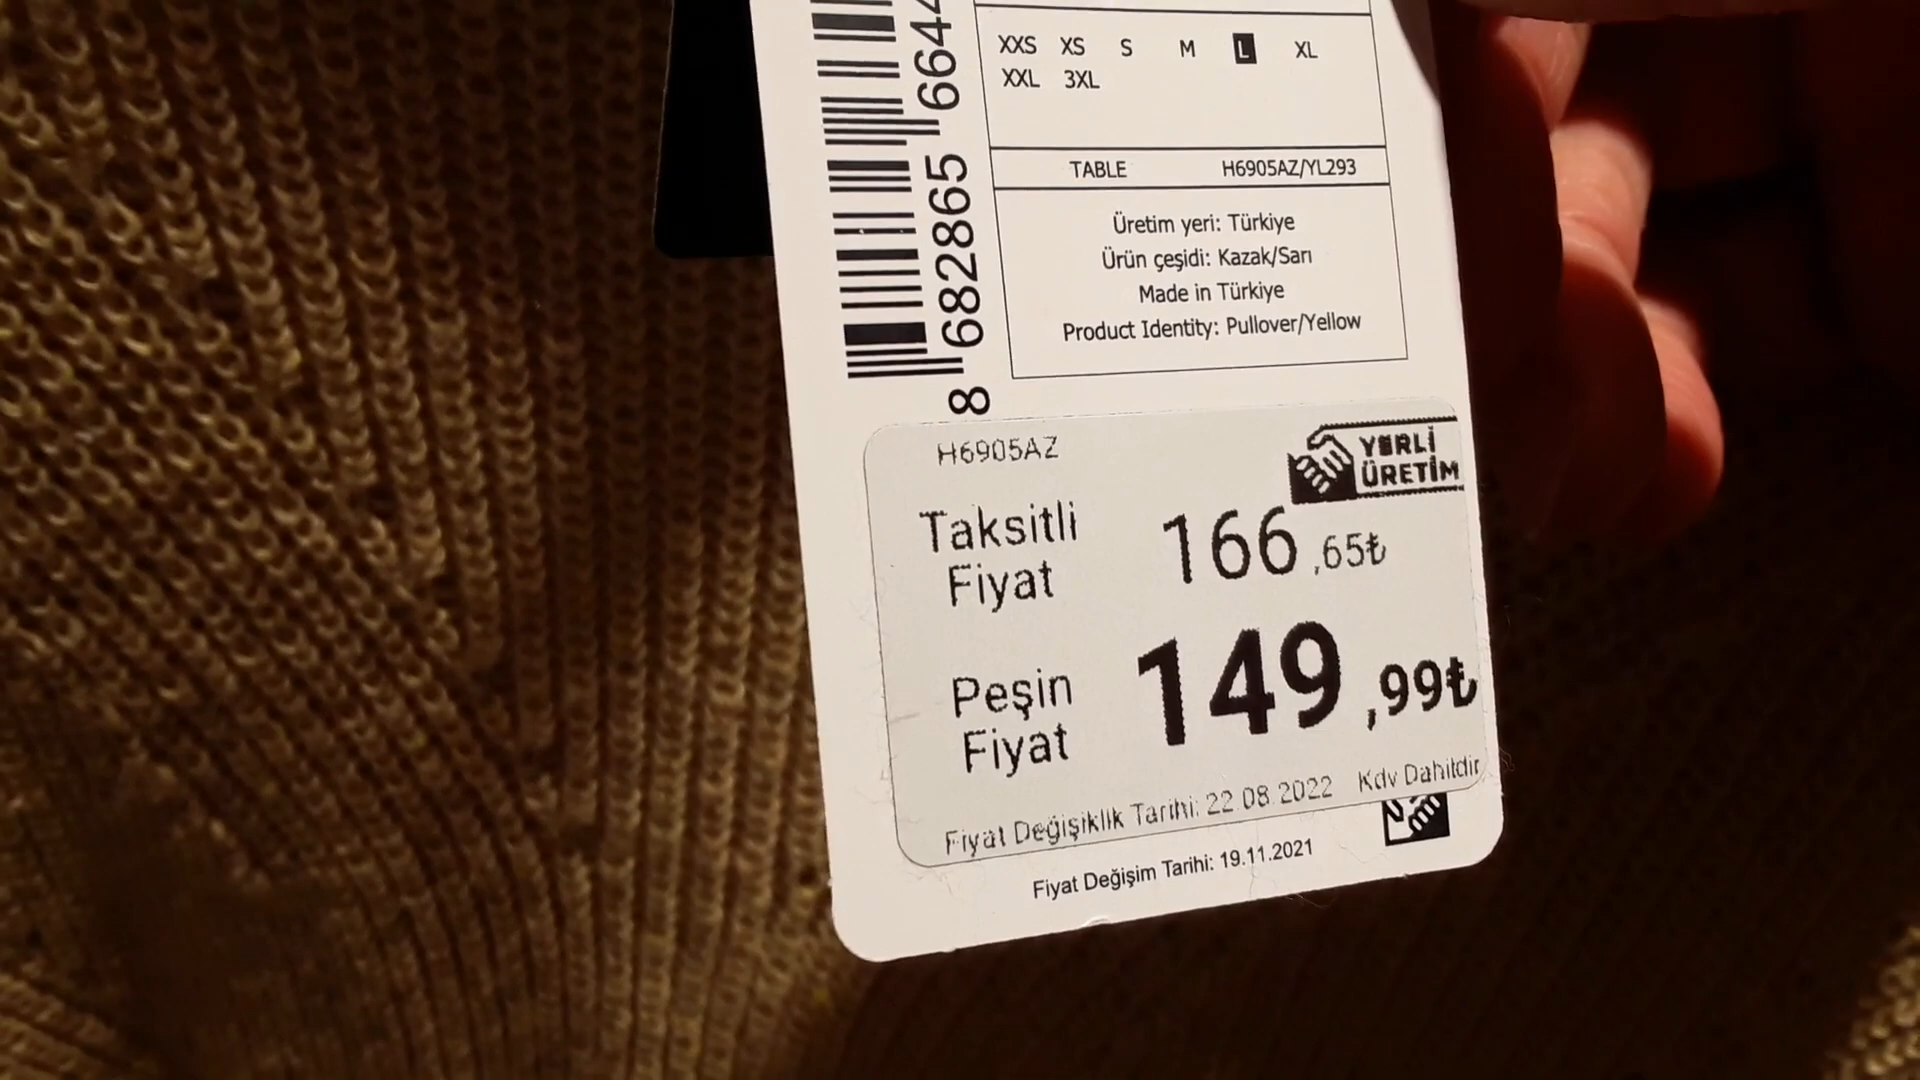 XXS XS S M L XL
XXL 3XL
TABLE H6905AZ/YL293
Üretim yeri: Türkiye
Ürün çeşidi: Kazak/Sarı
Made in Türkiye
Product Identity: Pullover/Yellow
8 682865 664
H6905AZ
YERLİ
ÜRETİM
Taksitli
Fiyat
166,65₺
Peşin
Fiyat
149,99₺
Fiyat Değişiklik Tarihi: 22.08.2022 Kdv Dahildir
Fiyat Değişim Tarihi: 19.11.2021